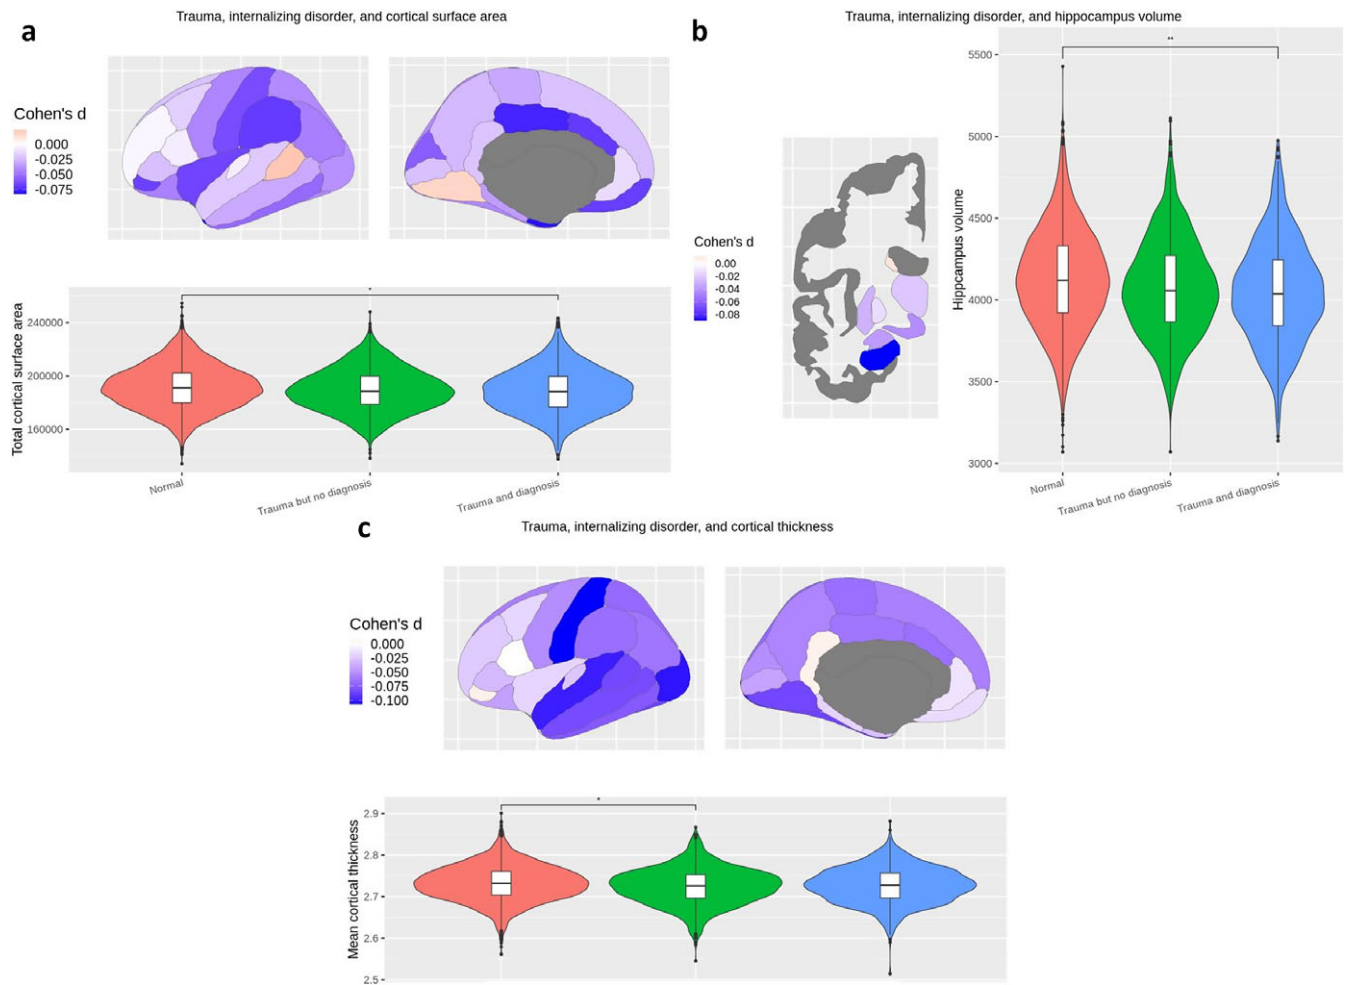 Trauma, internalizing disorder, and cortical surface area
a
Cohen's d
0.000
-0.025
-0.050
-0.075
Total cortical surface area
240000
200000
160000
*
Normal
Trauma but no diagnosis
Trauma and diagnosis
Trauma, internalizing disorder, and hippocampus volume
b
Cohen's d
0.00
-0.02
-0.04
-0.06
-0.08
Hippcampus volume
5500
5000
4500
4000
3500
3000
**
Normal
Trauma but no diagnosis
Trauma and diagnosis
c
Trauma, internalizing disorder, and cortical thickness
Cohen's d
0.000
-0.025
-0.050
-0.075
-0.100
Mean cortical thickness
2.9
2.8
2.7
2.6
2.5
*